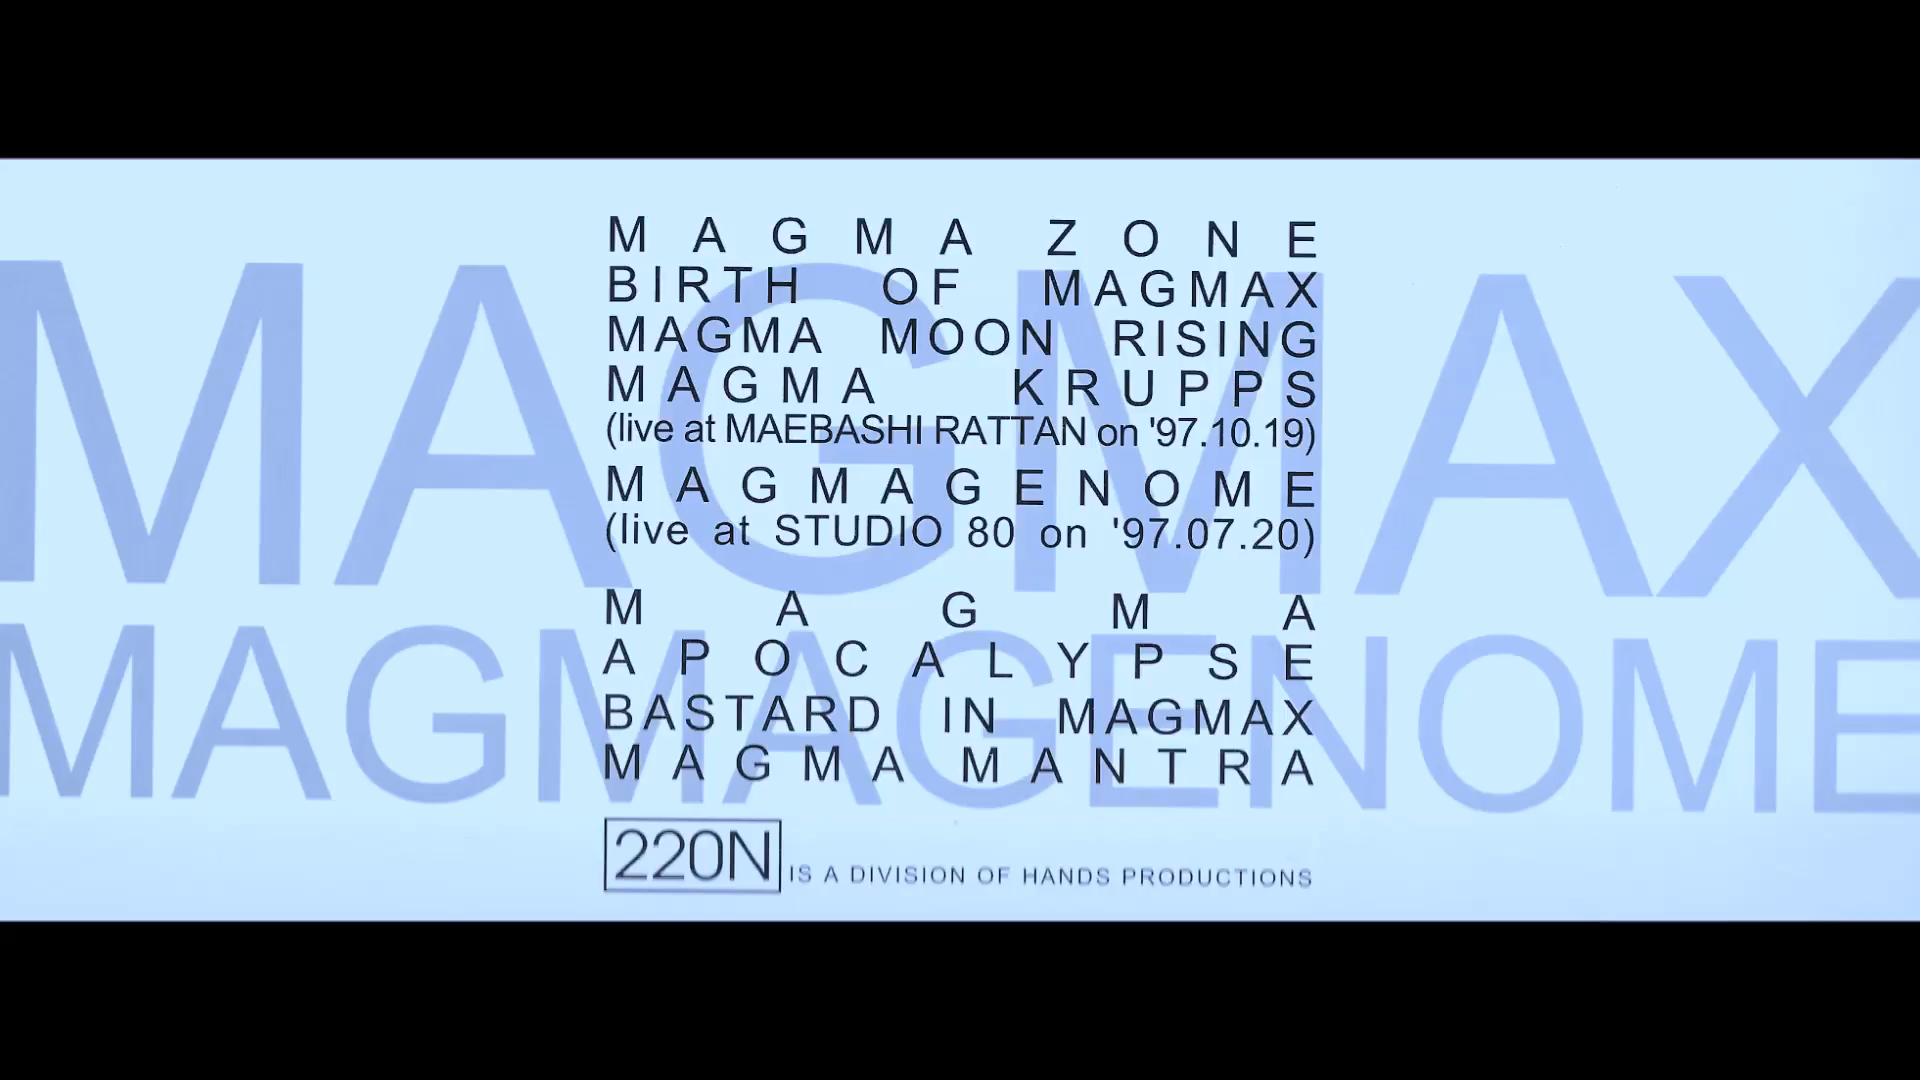 MAGMAX
MAGMAGENOME
MAGMA ZONE
BIRTH OF MAGMAX
MAGMA MOON RISING
MAGMA KRUPPS
(live at MAEBASHI RATTAN on '97.10.19)
MAGMAGENOME
(live at STUDIO 80 on '97.07.20)
MAGMA
APOCALYPSE
BASTARD IN MAGMAX
MAGMA MANTRA
220N IS A DIVISION OF HANDS PRODUCTIONS